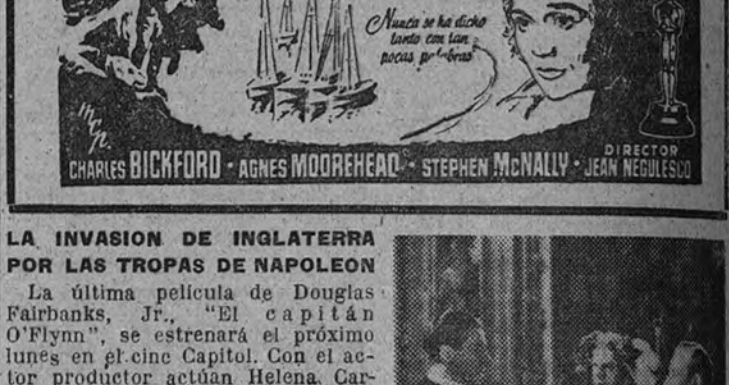 Nunca se ha dicho
tanto con tan
pocas palabras
CHARLES BICKFORD · AGNES MOOREHEAD · STEPHEN McNALLY · DIRECTOR JEAN NEGULESCO
LA INVASION DE INGLATERRA
POR LAS TROPAS DE NAPOLEON
La última película de Douglas
Fairbanks, Jr., "El capitán
O'Flynn", se estrenará el próximo
lunes en el cine Capitol. Con el ac-
tor productor actúan Helena Car-